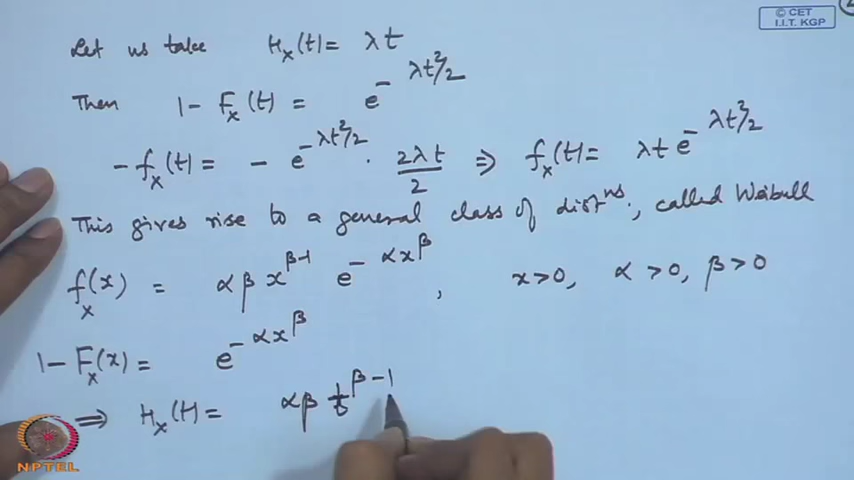 © CET
I.I.T. KGP
Let us take H_X(t) = λt
Then 1 - F_X(t) = e^{-λt²/2}
-f_X(t) = -e^{-λt²/2} · 2λt/2 ⇒ f_X(t) = λt e^{-λt²/2}
This gives rise to a general class of distⁿˢ., called Weibull
f_X(x) = αβ x^{β-1} e^{-αx^β}, x>0, α>0, β>0
1 - F_X(x) = e^{-αx^β}
⇒ H_X(t) = αβ t^{β-1}
NPTEL